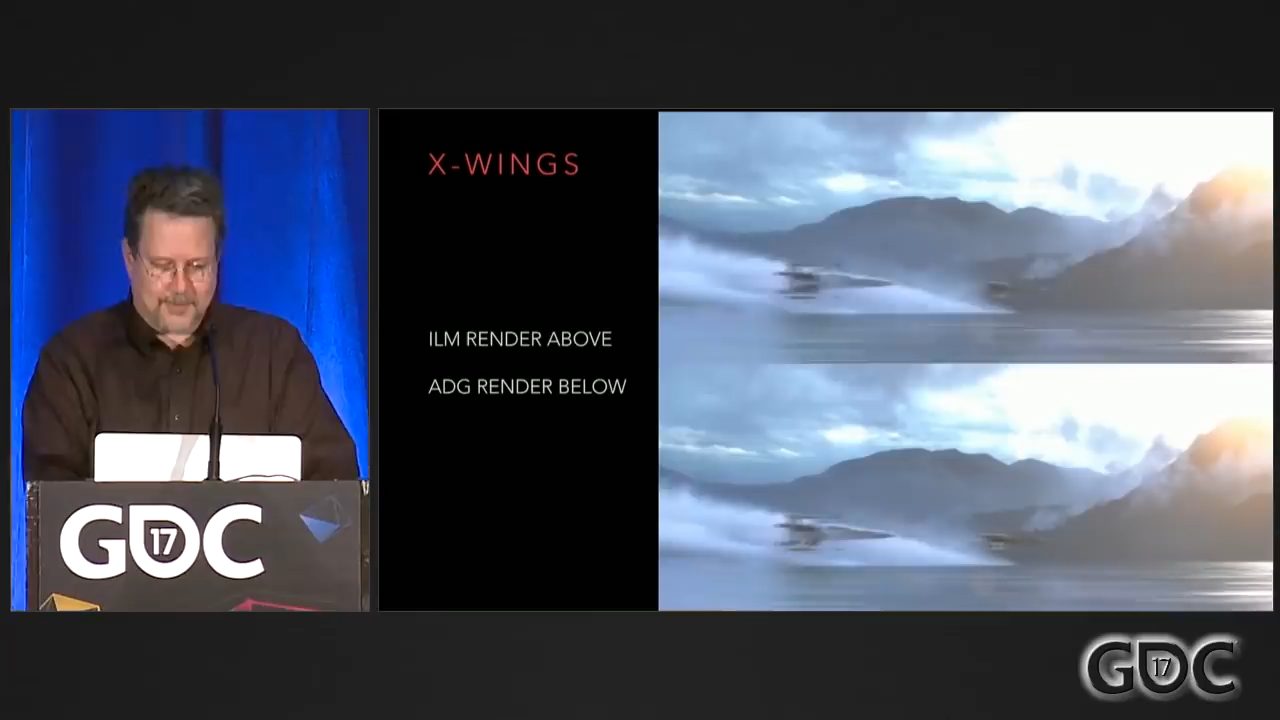 X-WINGS
ILM RENDER ABOVE
ADG RENDER BELOW
GDC
17
GDC
17